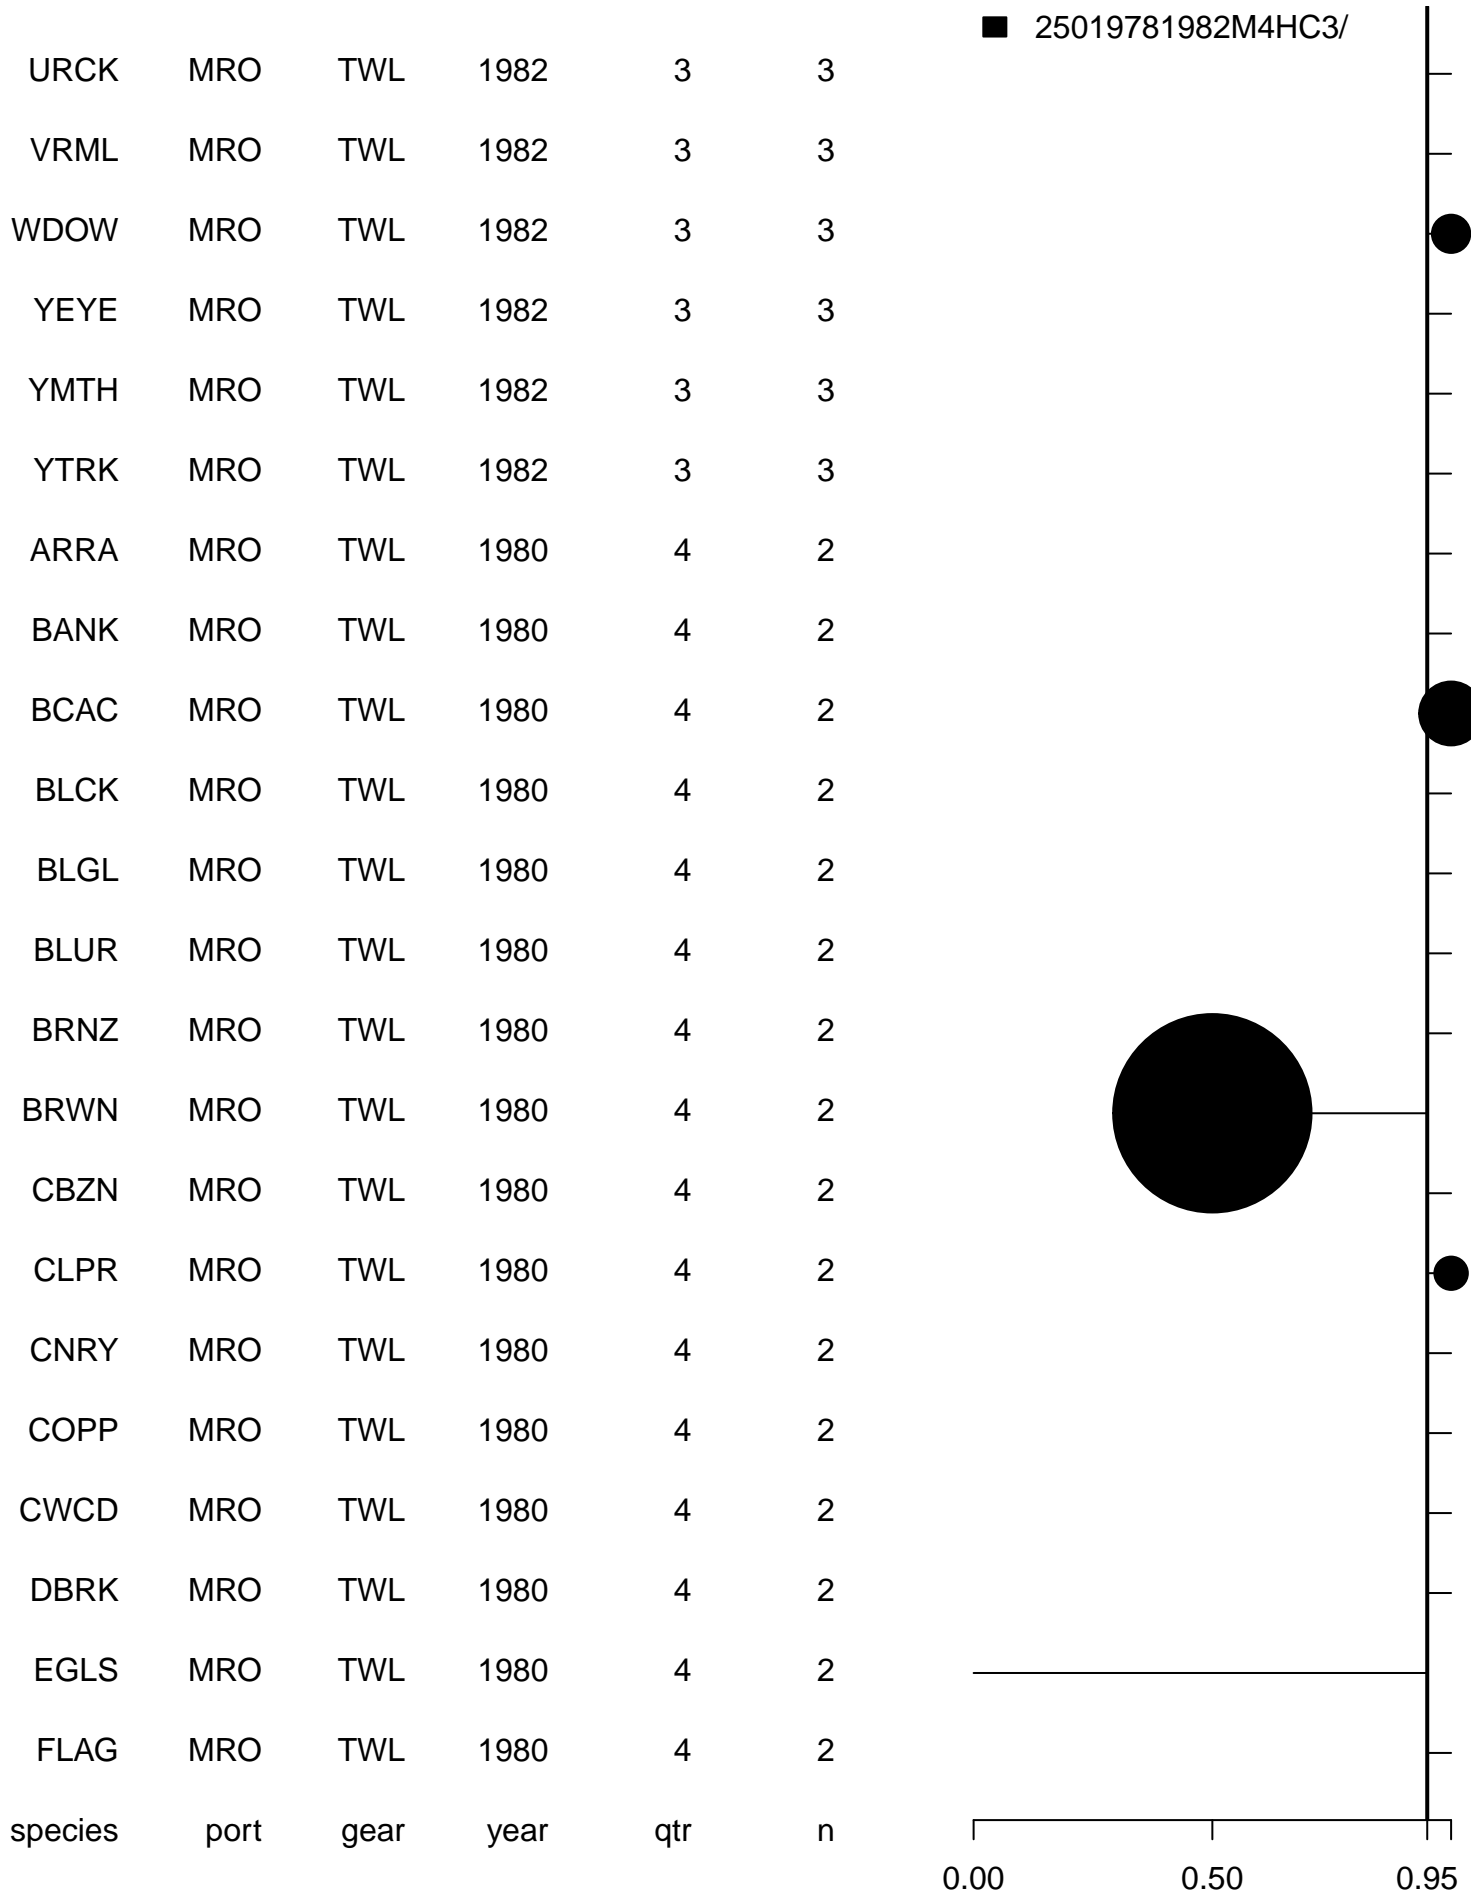 25019781982M4HC3/
URCK MRO TWL 1982 3 3
VRML MRO TWL 1982 3 3
WDOW MRO TWL 1982 3 3
YEYE MRO TWL 1982 3 3
YMTH MRO TWL 1982 3 3
YTRK MRO TWL 1982 3 3
ARRA MRO TWL 1980 4 2
BANK MRO TWL 1980 4 2
BCAC MRO TWL 1980 4 2
BLCK MRO TWL 1980 4 2
BLGL MRO TWL 1980 4 2
BLUR MRO TWL 1980 4 2
BRNZ MRO TWL 1980 4 2
BRWN MRO TWL 1980 4 2
CBZN MRO TWL 1980 4 2
CLPR MRO TWL 1980 4 2
CNRY MRO TWL 1980 4 2
COPP MRO TWL 1980 4 2
CWCD MRO TWL 1980 4 2
DBRK MRO TWL 1980 4 2
EGLS MRO TWL 1980 4 2
FLAG MRO TWL 1980 4 2
species port gear year qtr n
0.00 0.50 0.95